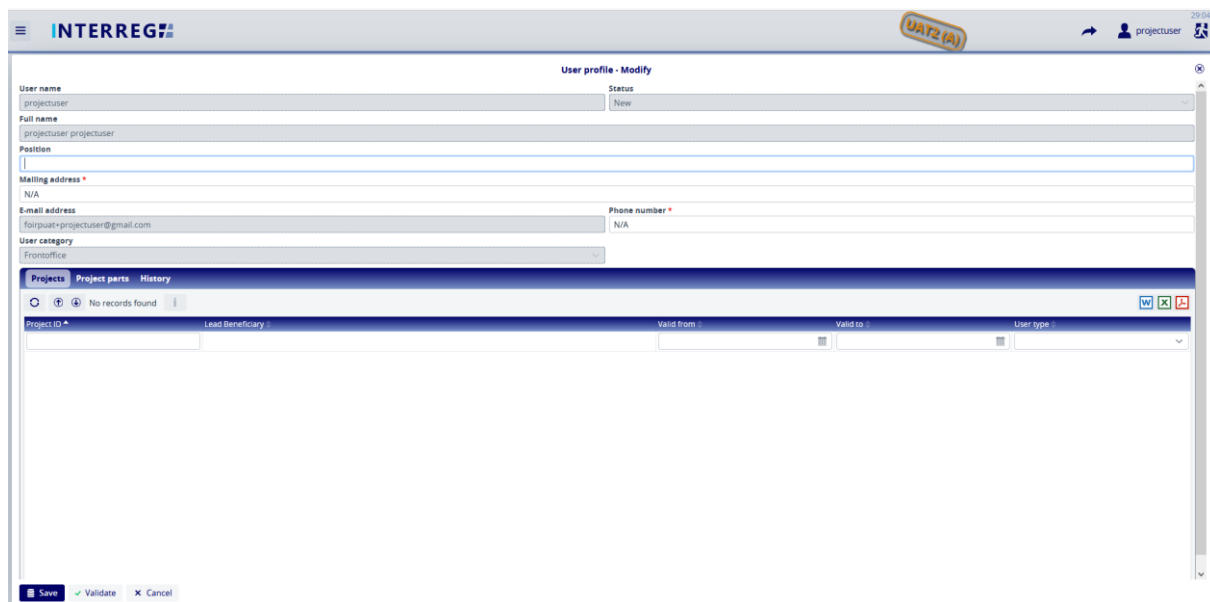 29:04
INTERREG
UAT2 (A)
projectuser
User profile - Modify
User name Status
projectuser New
Full name
projectuser projectuser
Position
Mailing address *
N/A
E-mail address Phone number *
foirpuat+projectuser@gmail.com N/A
User category
Frontoffice
Projects Project parts History
No records found i W X
Project ID Lead Beneficiary Valid from Valid to User type
Save Validate Cancel